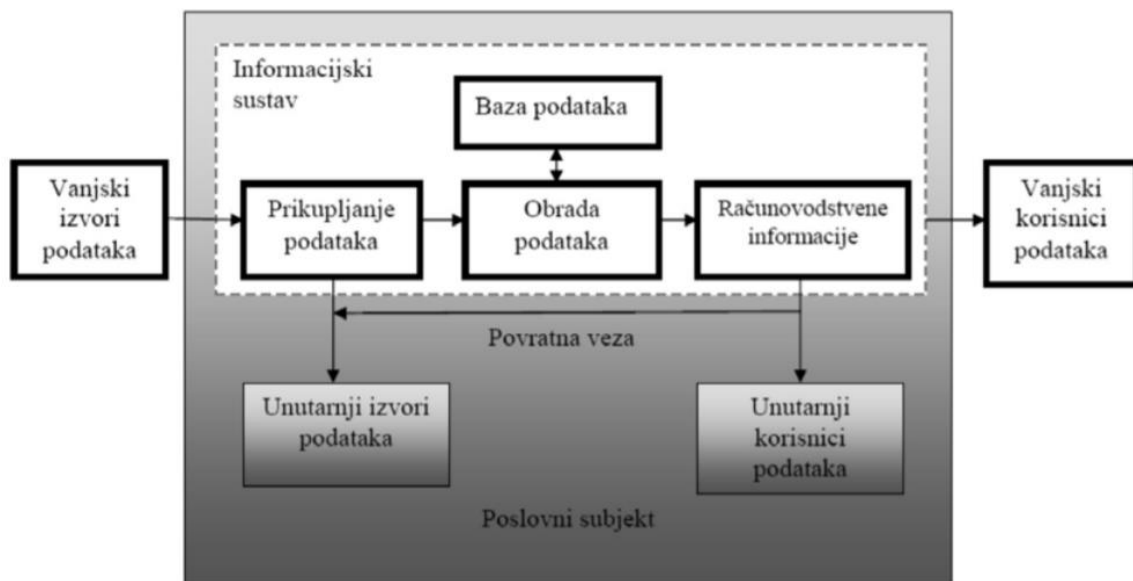 Informacijski
sustav
Baza podataka
Vanjski
izvori
podataka
Prikupljanje
podataka
Obrada
podataka
Računovodstvene
informacije
Vanjski
korisnici
podataka
Povratna veza
Unutarnji izvori
podataka
Unutarnji
korisnici
podataka
Poslovni subjekt